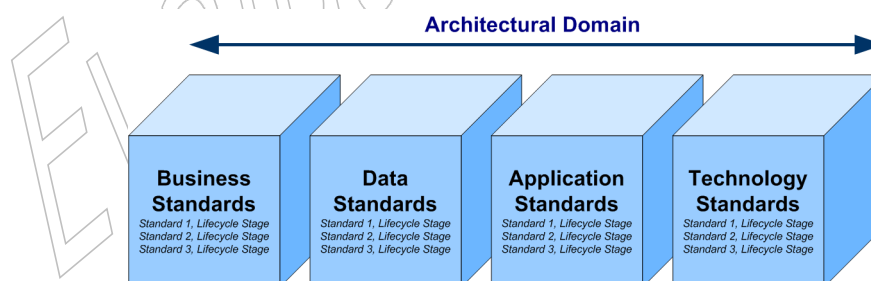 Architectural Domain
Business Standards
Standard 1, Lifecycle Stage
Standard 2, Lifecycle Stage
Standard 3, Lifecycle Stage
Data Standards
Standard 1, Lifecycle Stage
Standard 2, Lifecycle Stage
Standard 3, Lifecycle Stage
Application Standards
Standard 1, Lifecycle Stage
Standard 2, Lifecycle Stage
Standard 3, Lifecycle Stage
Technology Standards
Standard 1, Lifecycle Stage
Standard 2, Lifecycle Stage
Standard 3, Lifecycle Stage